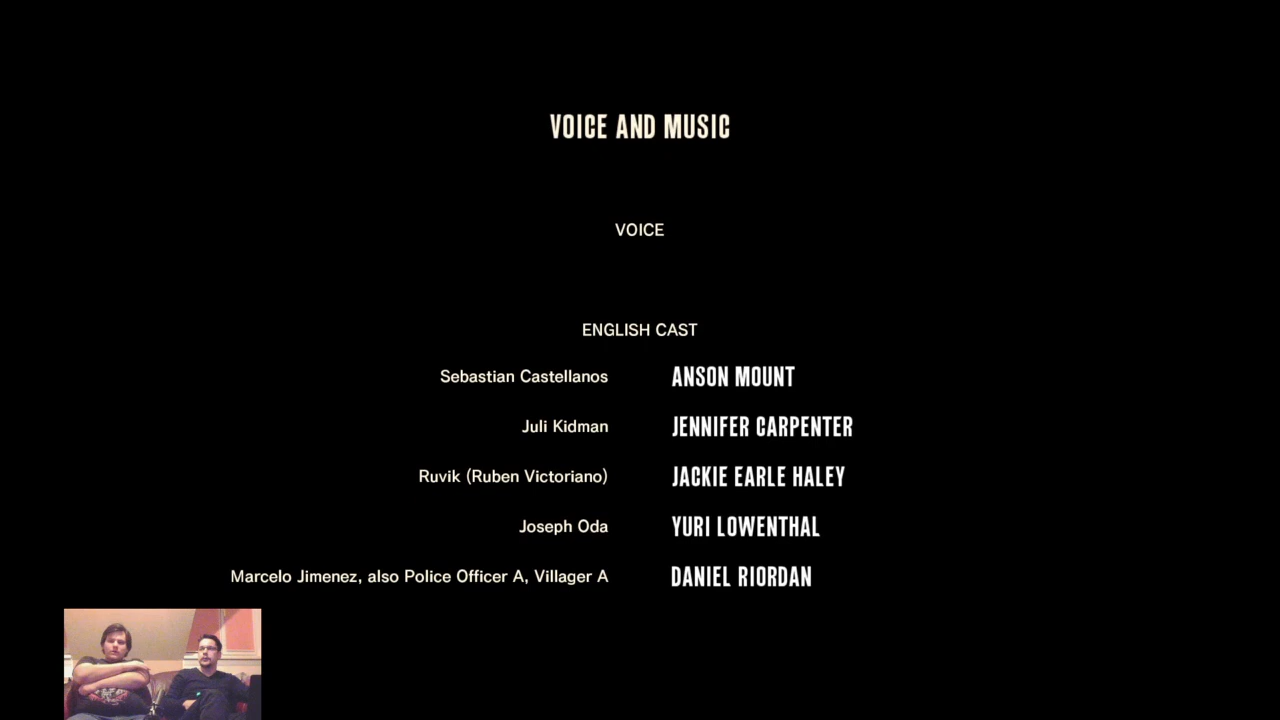 VOICE AND MUSIC
VOICE
ENGLISH CAST
Sebastian Castellanos ANSON MOUNT
Juli Kidman JENNIFER CARPENTER
Ruvik (Ruben Victoriano) JACKIE EARLE HALEY
Joseph Oda YURI LOWENTHAL
Marcelo Jimenez, also Police Officer A, Villager A DANIEL RIORDAN